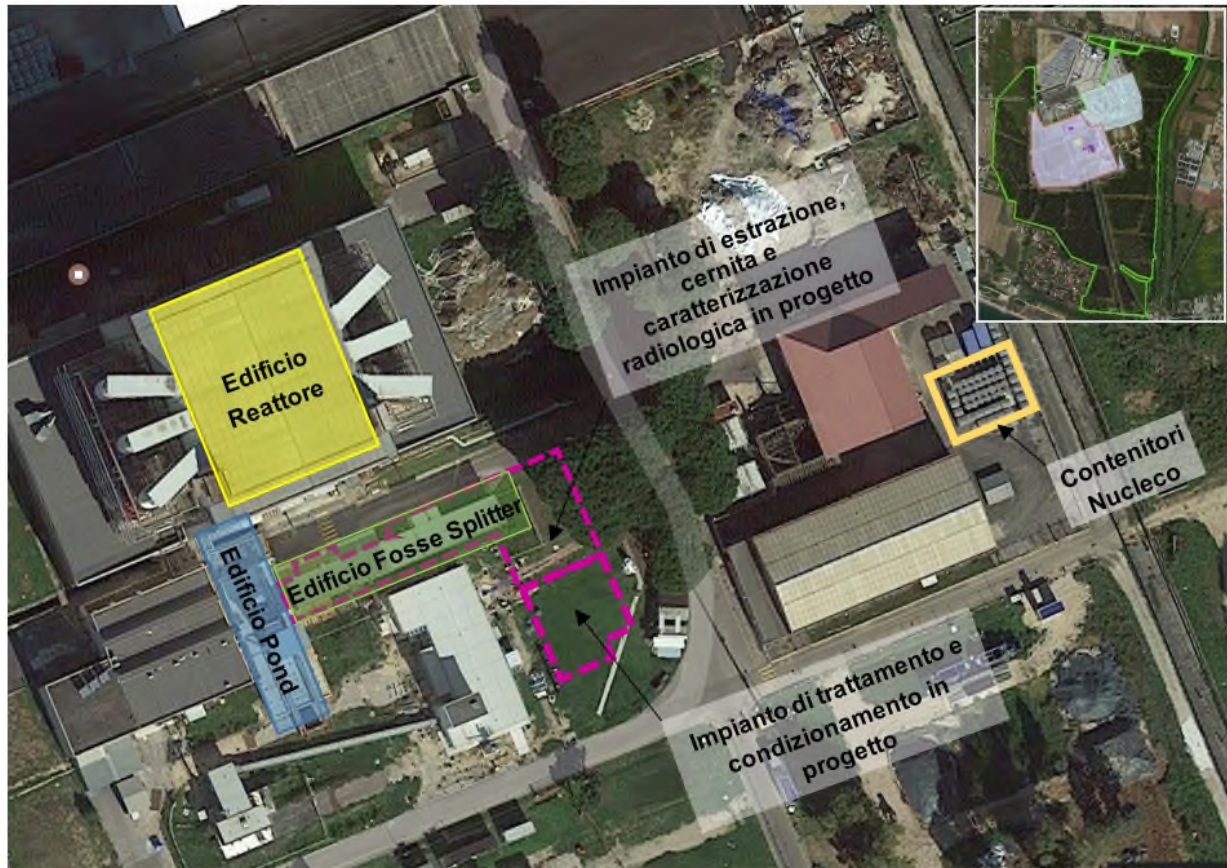 Impianto di estrazione,
cernita e
caratterizzazione
radiologica in progetto
Edificio
Reattore
Contenitori
Nucleco
Edificio Fosse Splitter
Edificio Pond
Impianto di trattamento e
condizionamento in
progetto